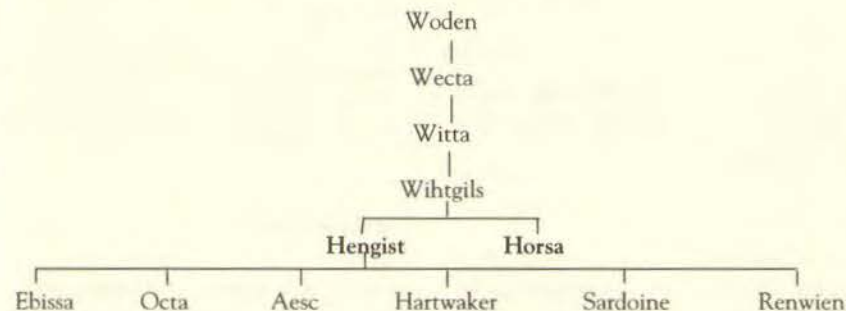 Woden
Wecta
Witta
Wihtgils
Hengist Horsa
Ebissa Octa Aesc Hartwaker Sardoine Renwien